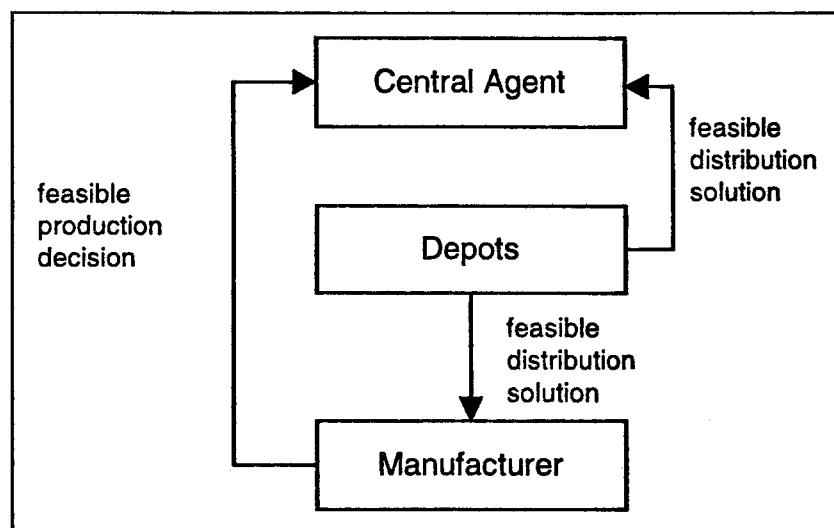 Central Agent
feasible
distribution
solution
feasible
production
decision
Depots
feasible
distribution
solution
Manufacturer